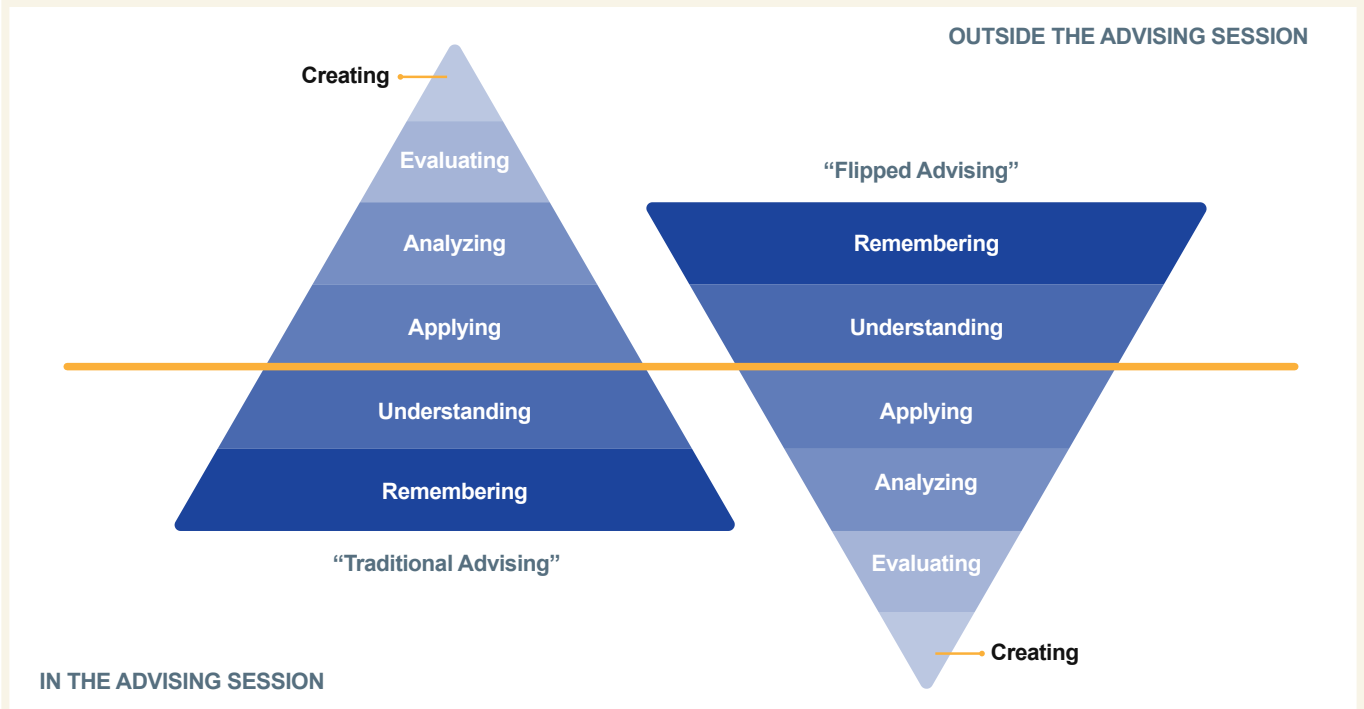 OUTSIDE THE ADVISING SESSION
Creating
Evaluating
Analyzing
Applying
Understanding
Remembering
“Traditional Advising”
“Flipped Advising”
Remembering
Understanding
Applying
Analyzing
Evaluating
Creating
IN THE ADVISING SESSION